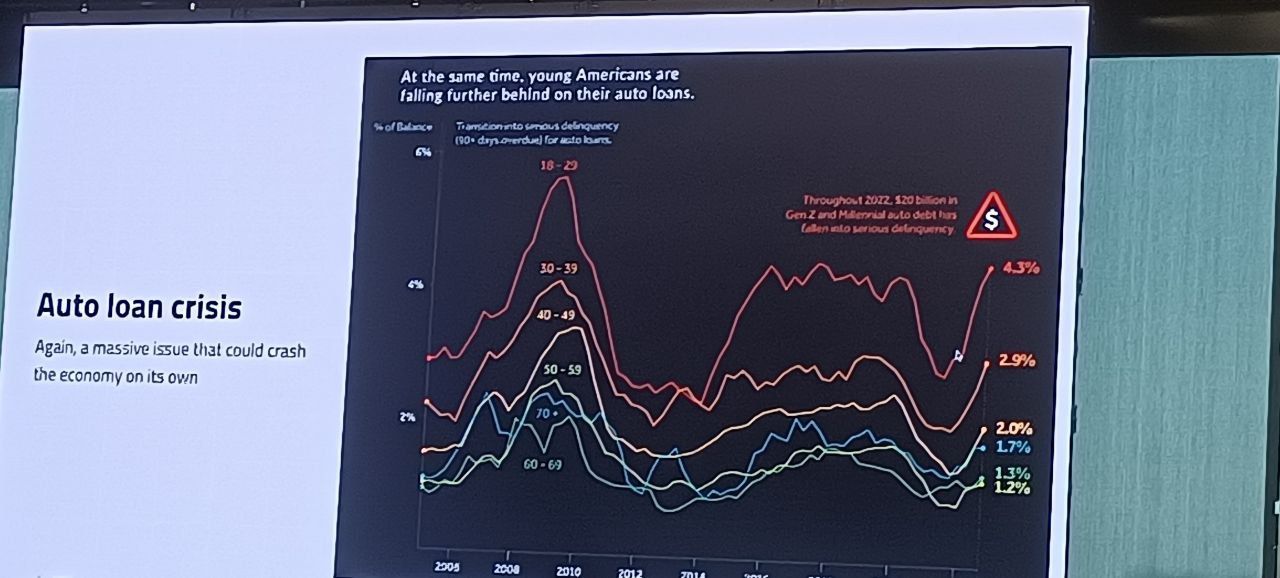 Auto loan crisis
Again, a massive issue that could crash
the economy on its own
At the same time, young Americans are
falling further behind on their auto loans.
% of Balance
Transition into serious delinquency
(90+ days overdue) for auto loans.
6%
4%
2%
18 - 29
30 - 39
40 - 49
50 - 59
70 +
60 - 69
Throughout 2022, $20 billion in
Gen Z and Millennial auto debt has
fallen into serious delinquency.
$
4.3%
2.9%
2.0%
1.7%
1.3%
1.2%
2008
2010
2012
2014